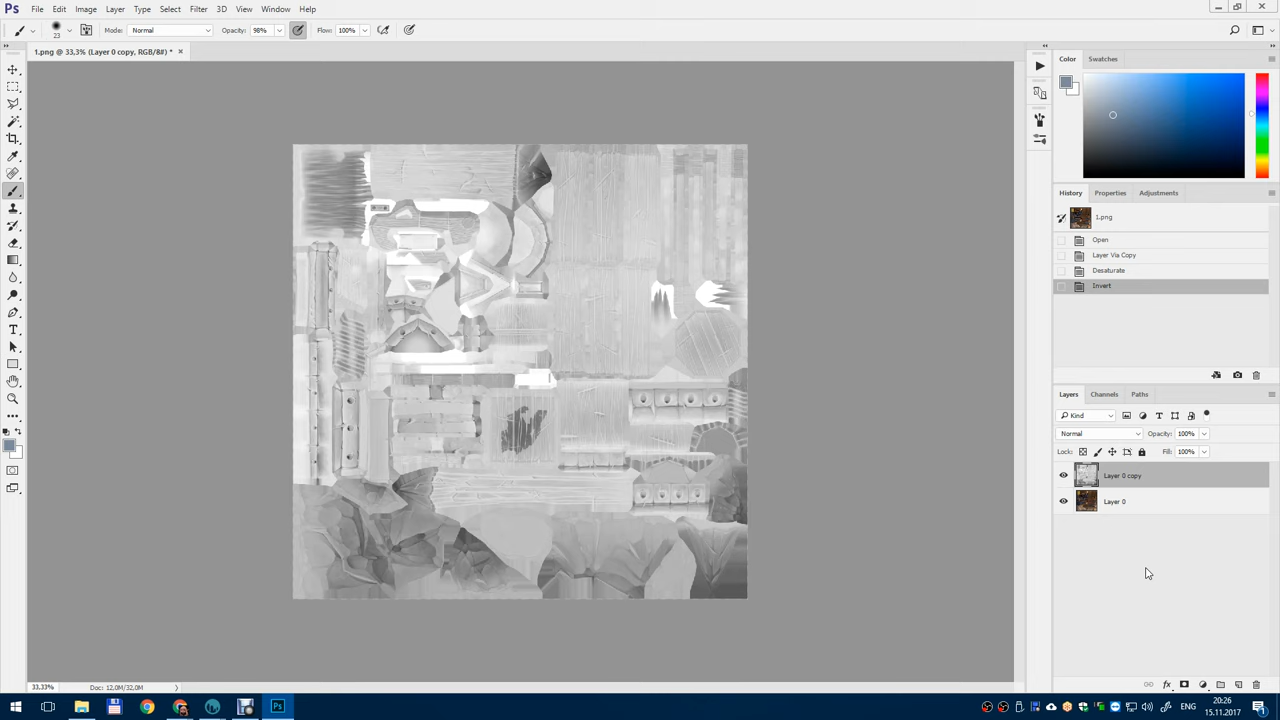 Ps File Edit Image Layer Type Select Filter 3D View Window Help
23 Mode: Normal Opacity: 98% Flow: 100%
1.png @ 33,3% (Layer 0 copy, RGB/8#) * ×
Color Swatches
History Properties Adjustments
1.png
Open
Layer Via Copy
Desaturate
Invert
Layers Channels Paths
Kind
Normal Opacity: 100%
Lock: Fill: 100%
Layer 0 copy
Layer 0
33,33% Doc: 12,0M/32,0M
Ps
ENG
20:26
15.11.2017
1